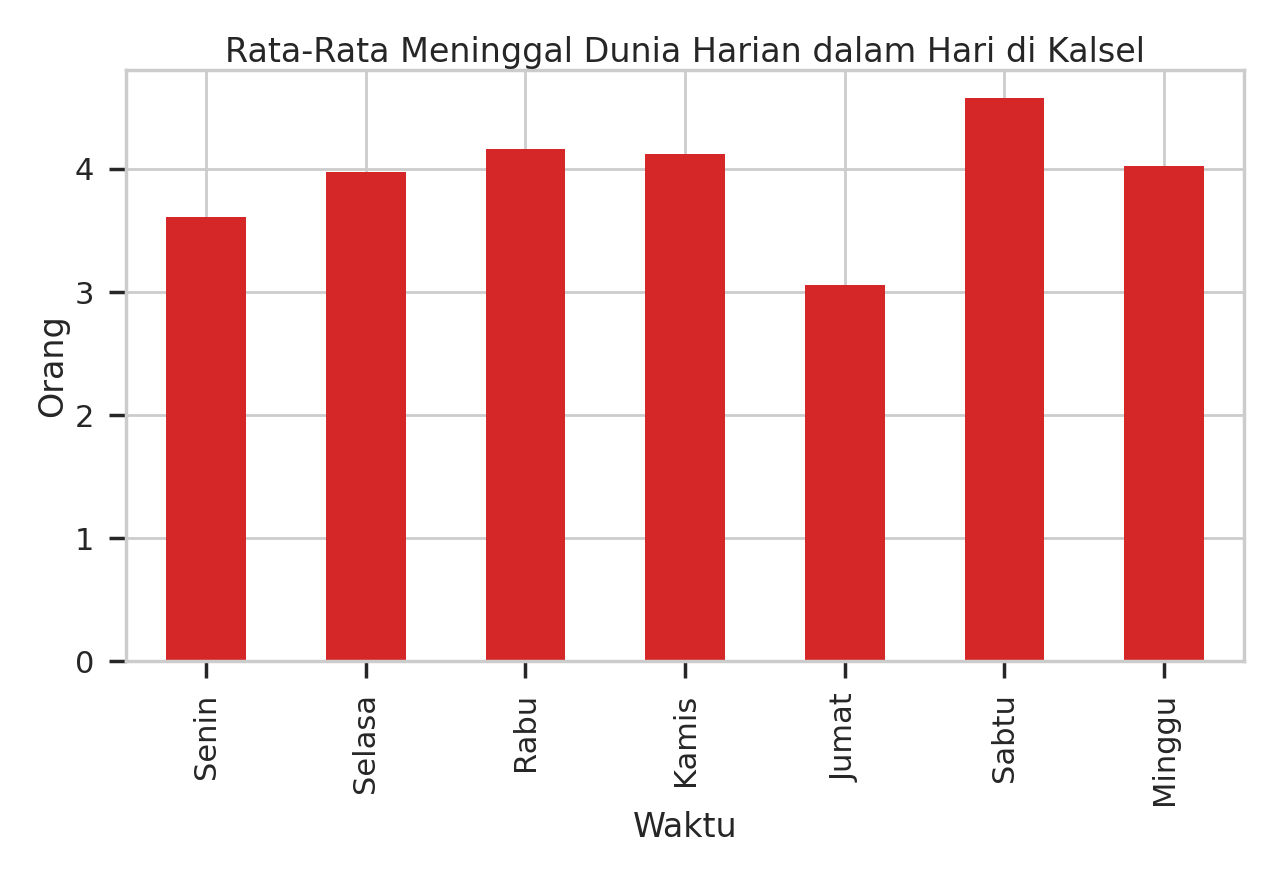 Rata-Rata Meninggal Dunia Harian dalam Hari di Kalsel
Orang
4
3
2
1
0
Senin
Selasa
Rabu
Kamis
Jumat
Sabtu
Minggu
Waktu